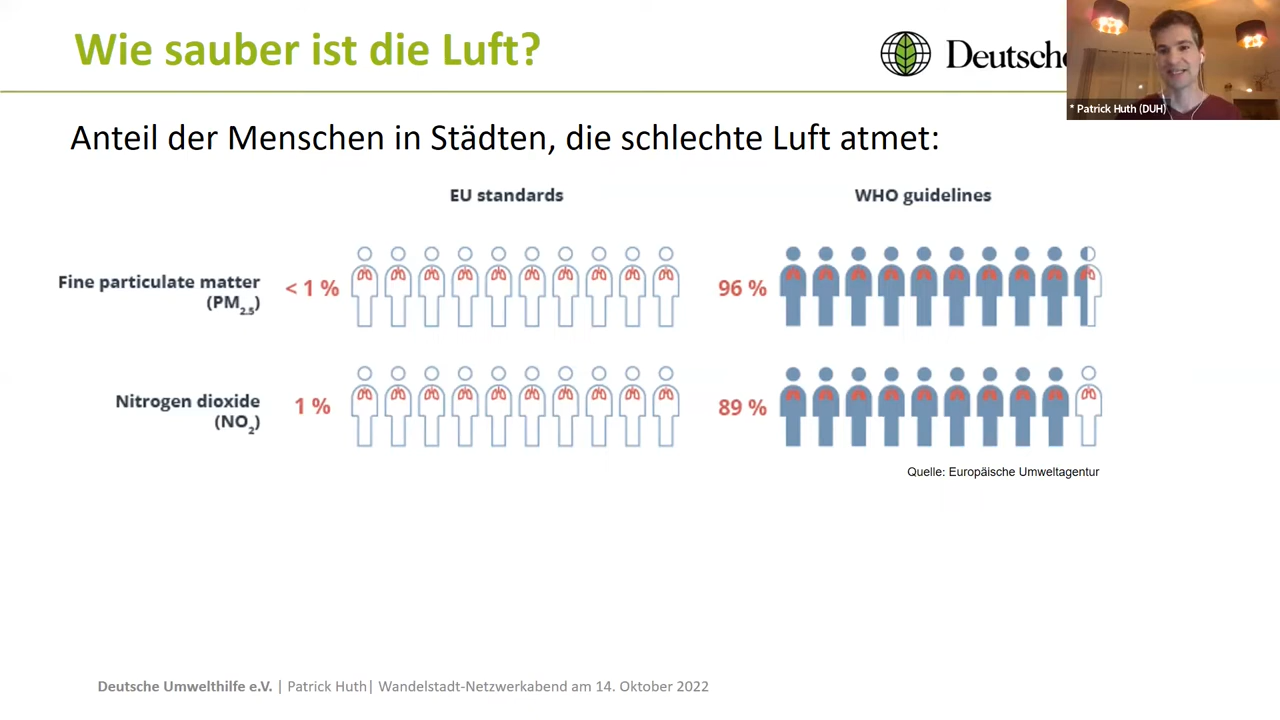 Wie sauber ist die Luft?
Deutsche
* Patrick Huth (DUH)
Anteil der Menschen in Städten, die schlechte Luft atmet:
EU standards
WHO guidelines
Fine particulate matter
(PM2.5)
< 1 %
96 %
Nitrogen dioxide
(NO2)
1 %
89 %
Quelle: Europäische Umweltagentur
Deutsche Umwelthilfe e.V. | Patrick Huth| Wandelstadt-Netzwerkabend am 14. Oktober 2022